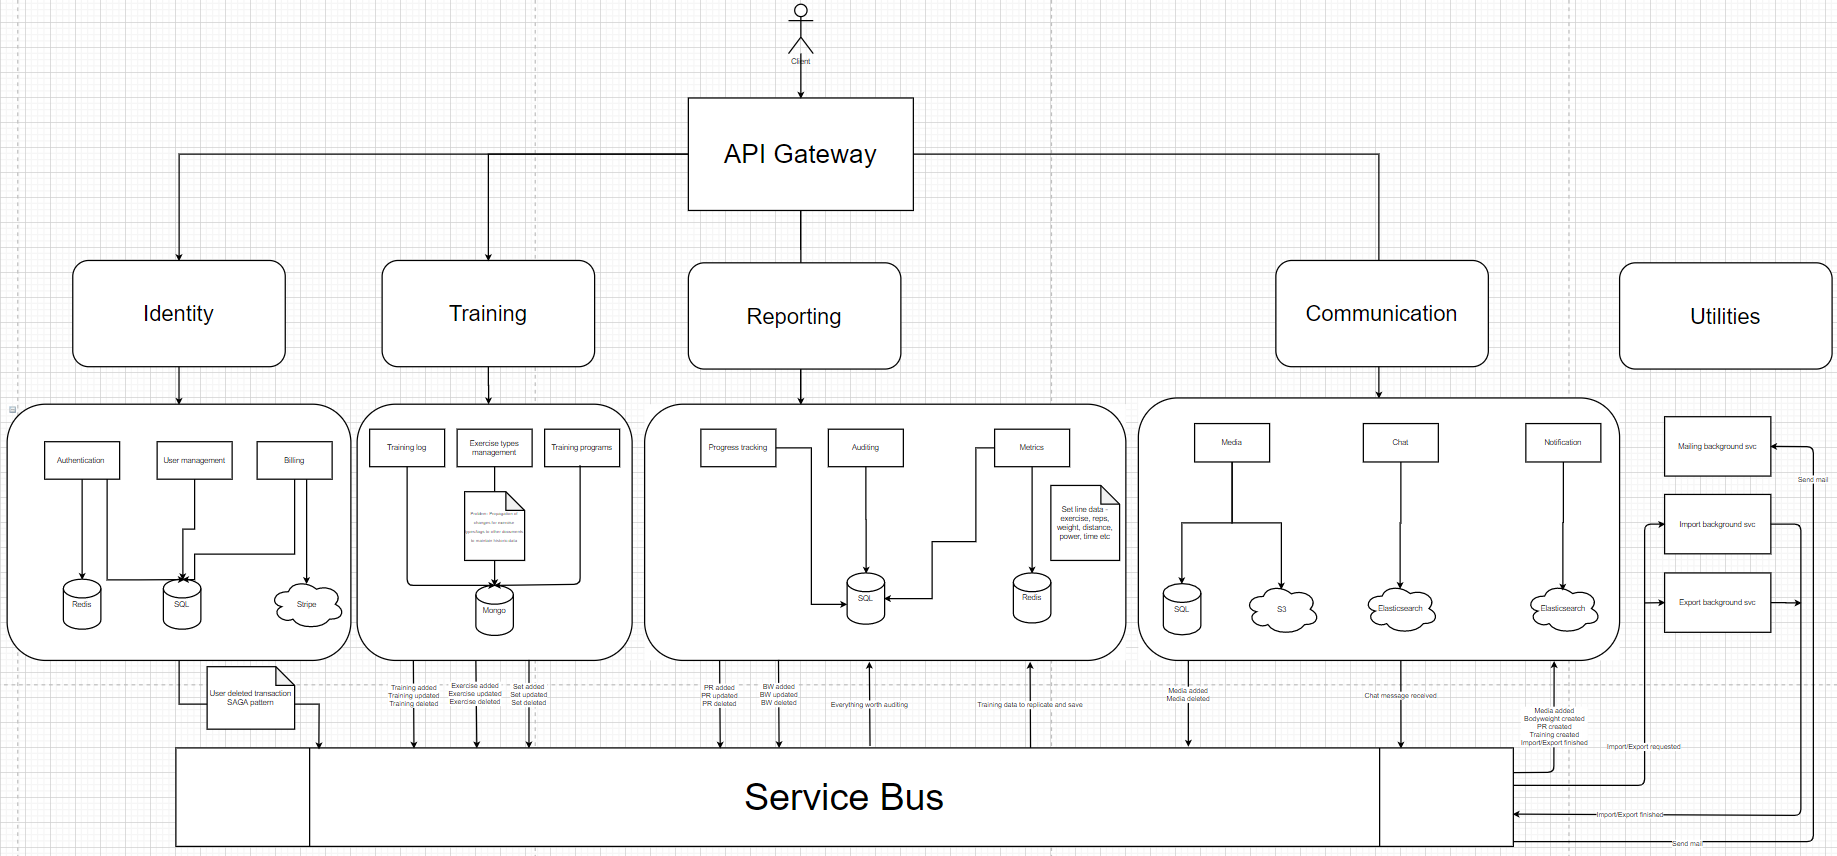 Client
API Gateway
Identity
Training
Reporting
Communication
Utilities
Authentication
User management
Billing
Redis
SQL
Stripe
Training log
Exercise types
management
Training programs
Problem: Propagation of
changes for exercise
to other documents
to maintain historic data
Mongo
Progress tracking
Auditing
Metrics
Set line data -
exercise, reps,
weight, distance,
power, time etc
SQL
Redis
Media
Chat
Notification
SQL
S3
Elasticsearch
Elasticsearch
Mailing background svc
Send mail
Import background svc
Export background svc
User deleted transaction
SAGA pattern
Training added
Training updated
Training deleted
Exercise added
Exercise updated
Exercise deleted
Set added
Set updated
Set deleted
PR added
PR updated
PR deleted
BW added
BW updated
BW deleted
Everything worth auditing
Training data to replicate and save
Media added
Media deleted
Chat message received
Media added
Bodyweight created
PR created
Training created
Import/Export finished
Import/Export requested
Service Bus
Import/Export finished
Send mail